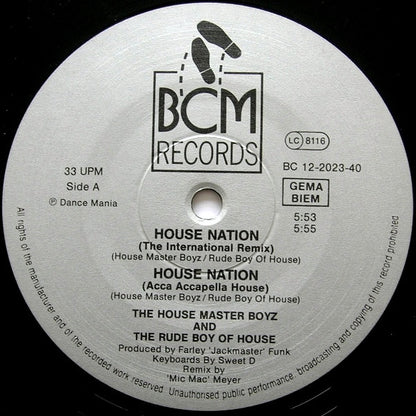 BCM
RECORDS
LC 8116
33 UPM
BC 12-2023-40
Side A
GEMA
BIEM
℗ Dance Mania
5:53
5:55
HOUSE NATION
(The International Remix)
(House Master Boyz/Rude Boy Of House)
HOUSE NATION
(Acca Accapella House)
(House Master Boyz/Rude Boy Of House)
THE HOUSE MASTER BOYZ
AND
THE RUDE BOY OF HOUSE
Produced by Farley 'Jackmaster' Funk
Keyboards By Sweet D
Remix by
'Mic Mac' Meyer
All rights of the manufacturer and of the owner of the recorded work reserved. Unauthorised public performance, broadcasting and copying of this record prohibited